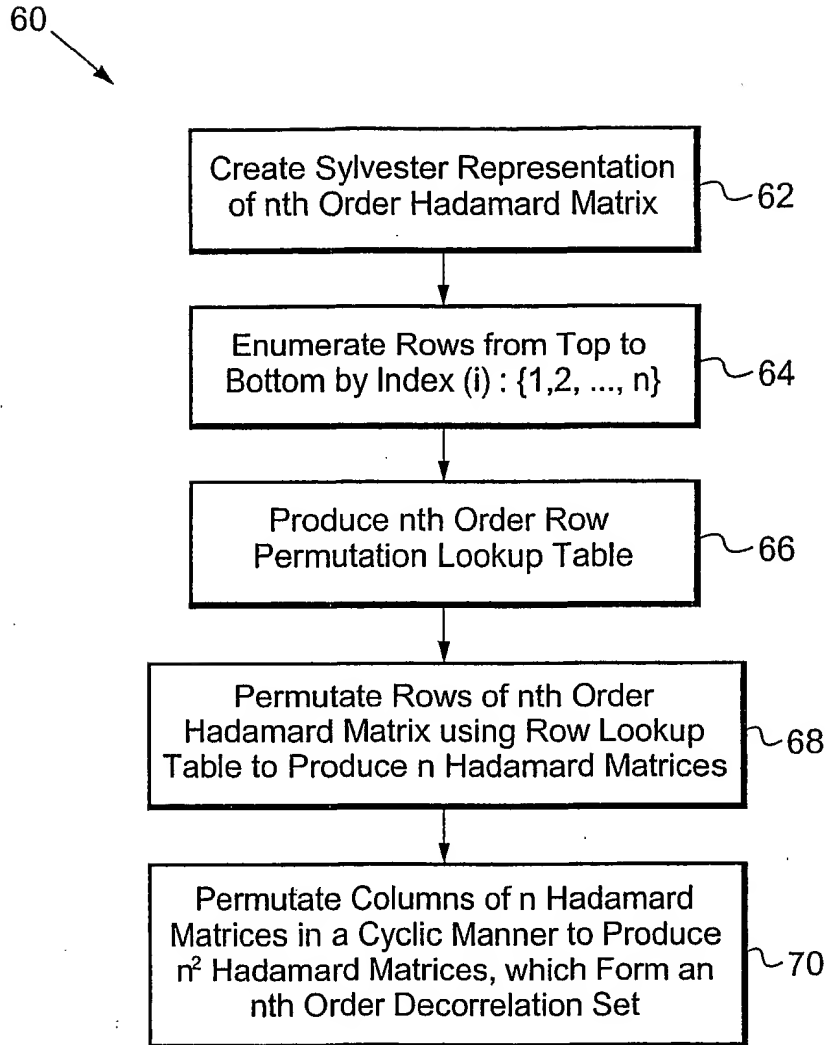 60
Create Sylvester Representation
of nth Order Hadamard Matrix
62
Enumerate Rows from Top to
Bottom by Index (i) : {1,2, ..., n}
64
Produce nth Order Row
Permutation Lookup Table
66
Permutate Rows of nth Order
Hadamard Matrix using Row Lookup
Table to Produce n Hadamard Matrices
68
Permutate Columns of n Hadamard
Matrices in a Cyclic Manner to Produce
n² Hadamard Matrices, which Form an
nth Order Decorrelation Set
70